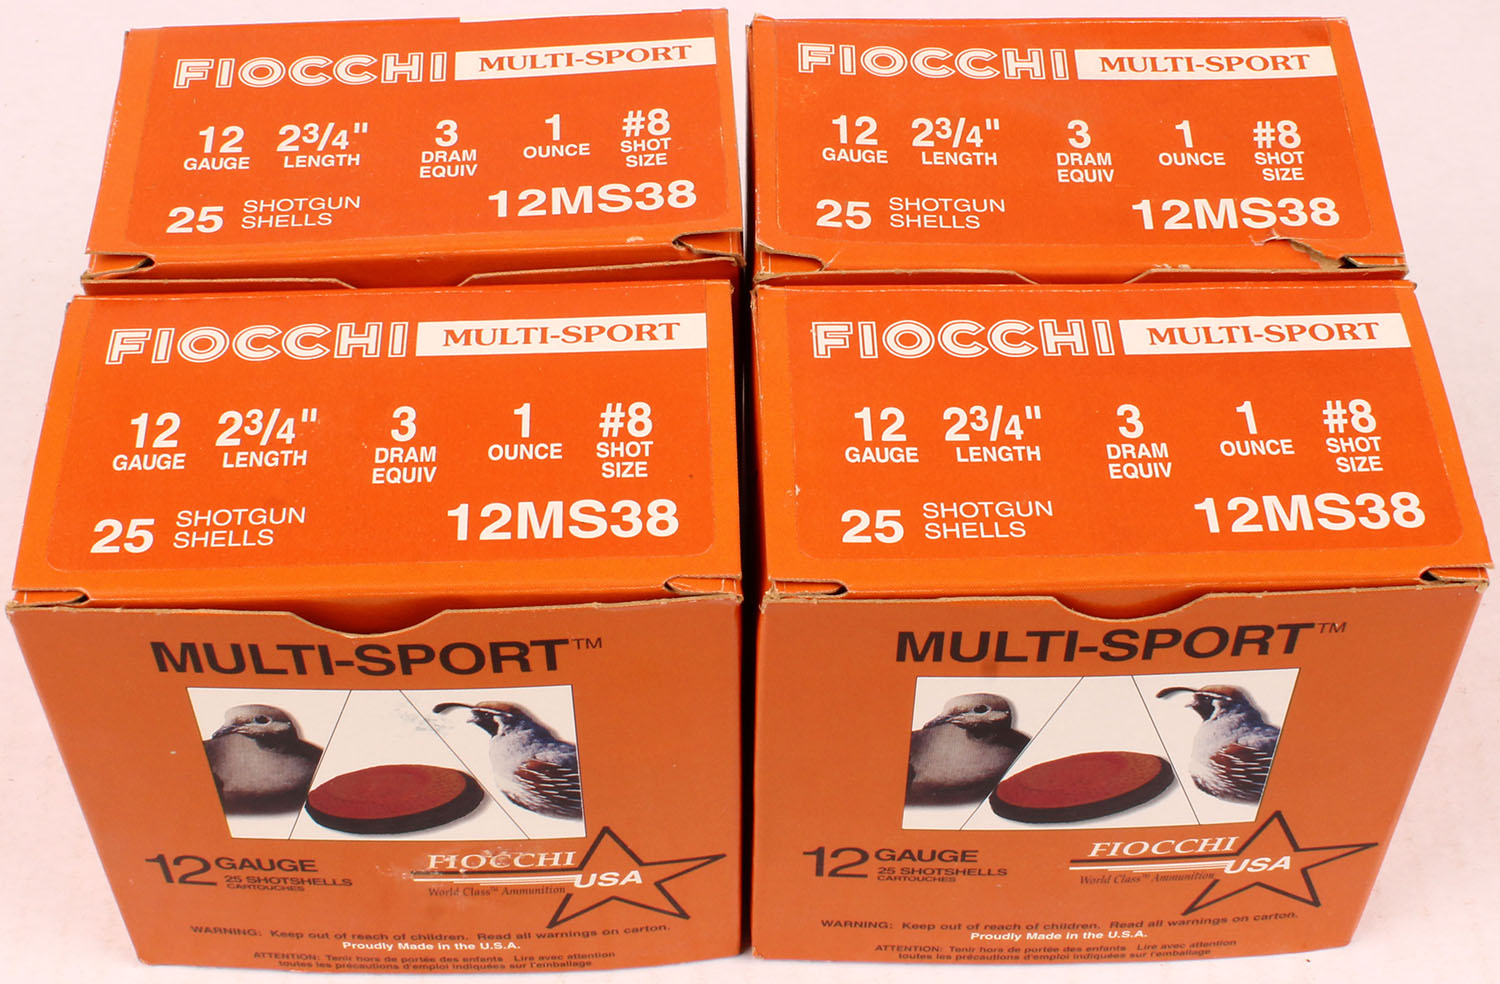 FIOCCHI MULTI-SPORT
12 2 3/4" 3 1 #8
GAUGE LENGTH DRAM EQUIV OUNCE SHOT SIZE
25 SHOTGUN SHELLS 12MS38
FIOCCHI MULTI-SPORT
12 2 3/4" 3 1 #8
GAUGE LENGTH DRAM EQUIV OUNCE SHOT SIZE
25 SHOTGUN SHELLS 12MS38
FIOCCHI MULTI-SPORT
12 2 3/4" 3 1 #8
GAUGE LENGTH DRAM EQUIV OUNCE SHOT SIZE
25 SHOTGUN SHELLS 12MS38
MULTI-SPORT™
12 GAUGE
25 SHOTSHELLS
CARTOUCHES
FIOCCHI
USA
World Class™ Ammunition
WARNING: Keep out of reach of children. Read all warnings on carton.
Proudly Made in the U.S.A.
ATTENTION: Tenir hors de portée des enfants Lire avec attention
toutes les précautions d'emploi indiquées sur l'emballage
FIOCCHI MULTI-SPORT
12 2 3/4" 3 1 #8
GAUGE LENGTH DRAM EQUIV OUNCE SHOT SIZE
25 SHOTGUN SHELLS 12MS38
MULTI-SPORT™
12 GAUGE
25 SHOTSHELLS
CARTOUCHES
FIOCCHI
USA
World Class™ Ammunition
WARNING: Keep out of reach of children. Read all warnings on carton.
Proudly Made in the U.S.A.
ATTENTION: Tenir hors de portée des enfants Lire avec attention
toutes les précautions d'emploi indiquées sur l'emballage